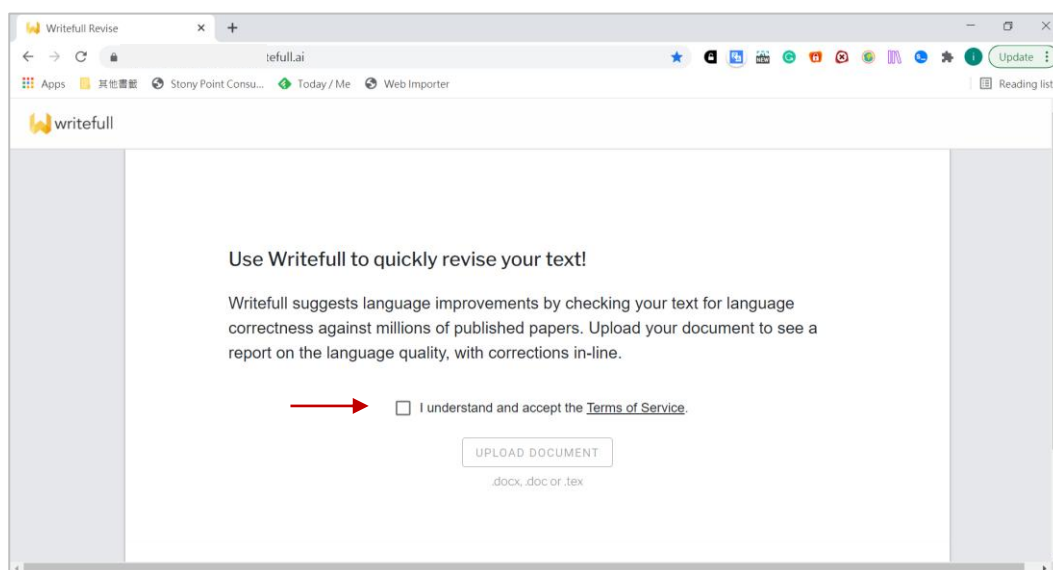 Writefull Revise
tefull.ai
NEW
Update
Apps 其他書籤 Stony Point Consu... Today / Me Web Importer
Reading list
writefull
Use Writefull to quickly revise your text!
Writefull suggests language improvements by checking your text for language
correctness against millions of published papers. Upload your document to see a
report on the language quality, with corrections in-line.
I understand and accept the Terms of Service.
UPLOAD DOCUMENT
.docx, .doc or .tex